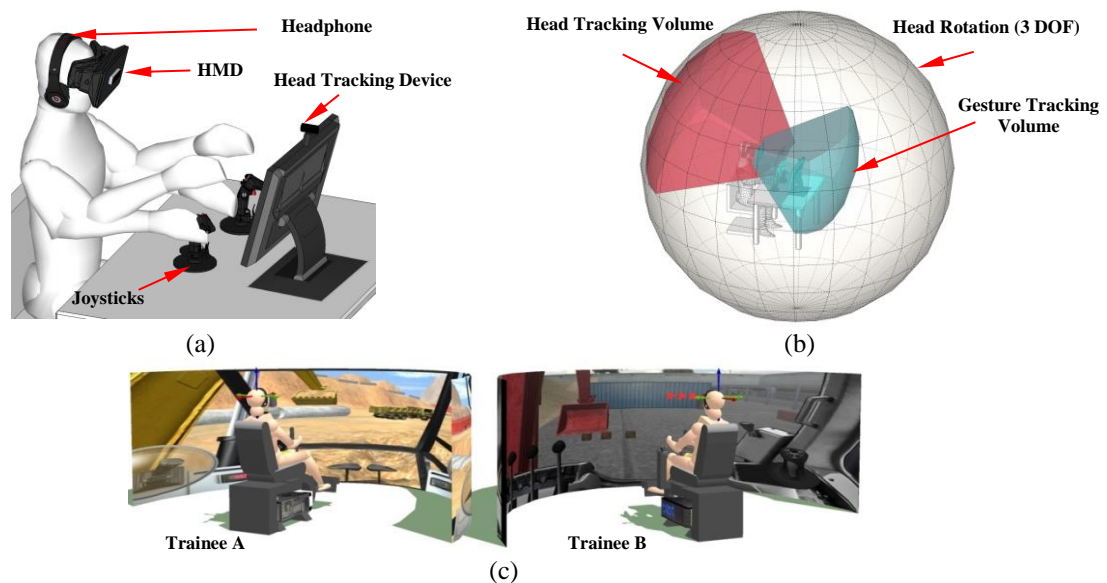 Headphone
HMD
Head Tracking Device
Joysticks
(a)
Head Tracking Volume
Head Rotation (3 DOF)
Gesture Tracking
Volume
(b)
Trainee A
Trainee B
(c)